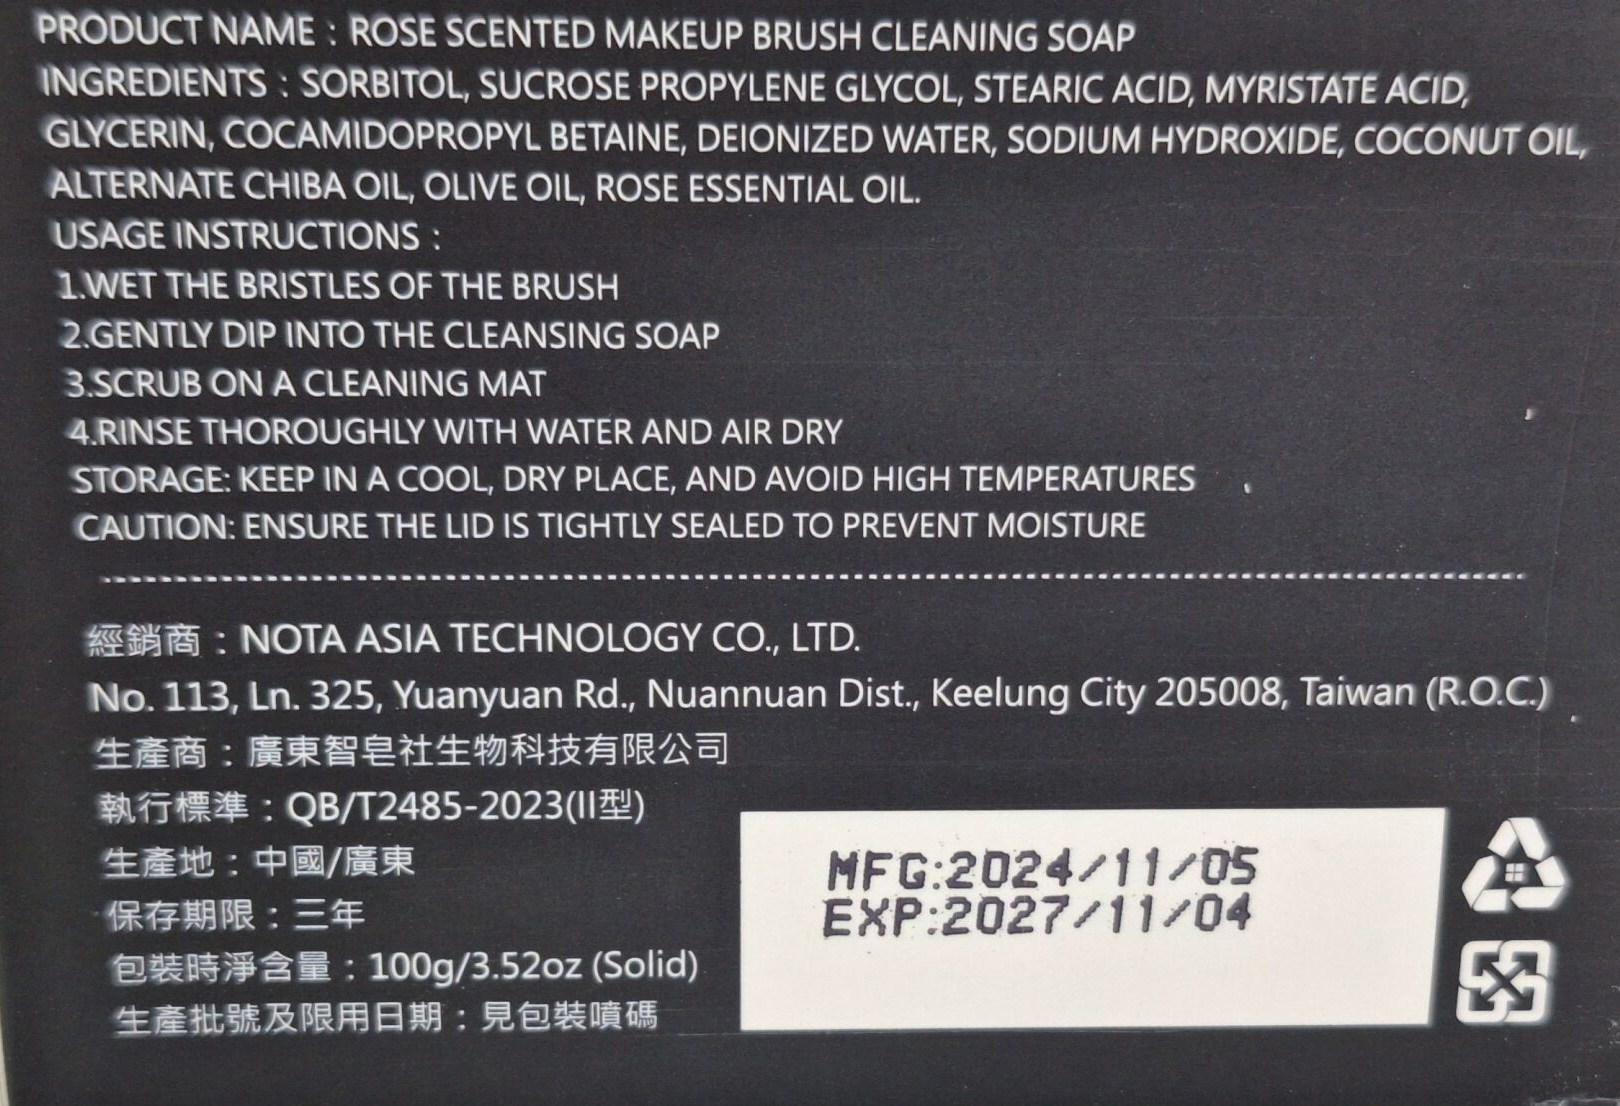 PRODUCT NAME : ROSE SCENTED MAKEUP BRUSH CLEANING SOAP
INGREDIENTS : SORBITOL, SUCROSE PROPYLENE GLYCOL, STEARIC ACID, MYRISTATE ACID,
GLYCERIN, COCAMIDOPROPYL BETAINE, DEIONIZED WATER, SODIUM HYDROXIDE, COCONUT OIL,
ALTERNATE CHIBA OIL, OLIVE OIL, ROSE ESSENTIAL OIL.
USAGE INSTRUCTIONS :
1.WET THE BRISTLES OF THE BRUSH
2.GENTLY DIP INTO THE CLEANSING SOAP
3.SCRUB ON A CLEANING MAT
4.RINSE THOROUGHLY WITH WATER AND AIR DRY
STORAGE: KEEP IN A COOL, DRY PLACE, AND AVOID HIGH TEMPERATURES
CAUTION: ENSURE THE LID IS TIGHTLY SEALED TO PREVENT MOISTURE
經銷商：NOTA ASIA TECHNOLOGY CO., LTD.
No. 113, Ln. 325, Yuanyuan Rd., Nuannuan Dist., Keelung City 205008, Taiwan (R.O.C.)
生產商：廣東智皂社生物科技有限公司
執行標準：QB/T2485-2023(II型)
生產地：中國/廣東
保存期限：三年
包裝時淨含量：100g/3.52oz (Solid)
生產批號及限用日期：見包裝噴碼
MFG:2024/11/05
EXP:2027/11/04